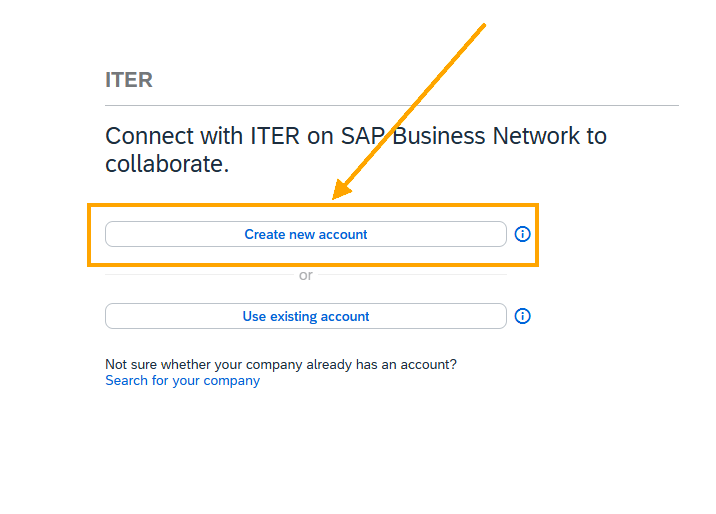 ITER
Connect with ITER on SAP Business Network to
collaborate.
Create new account
or
Use existing account
Not sure whether your company already has an account?
Search for your company